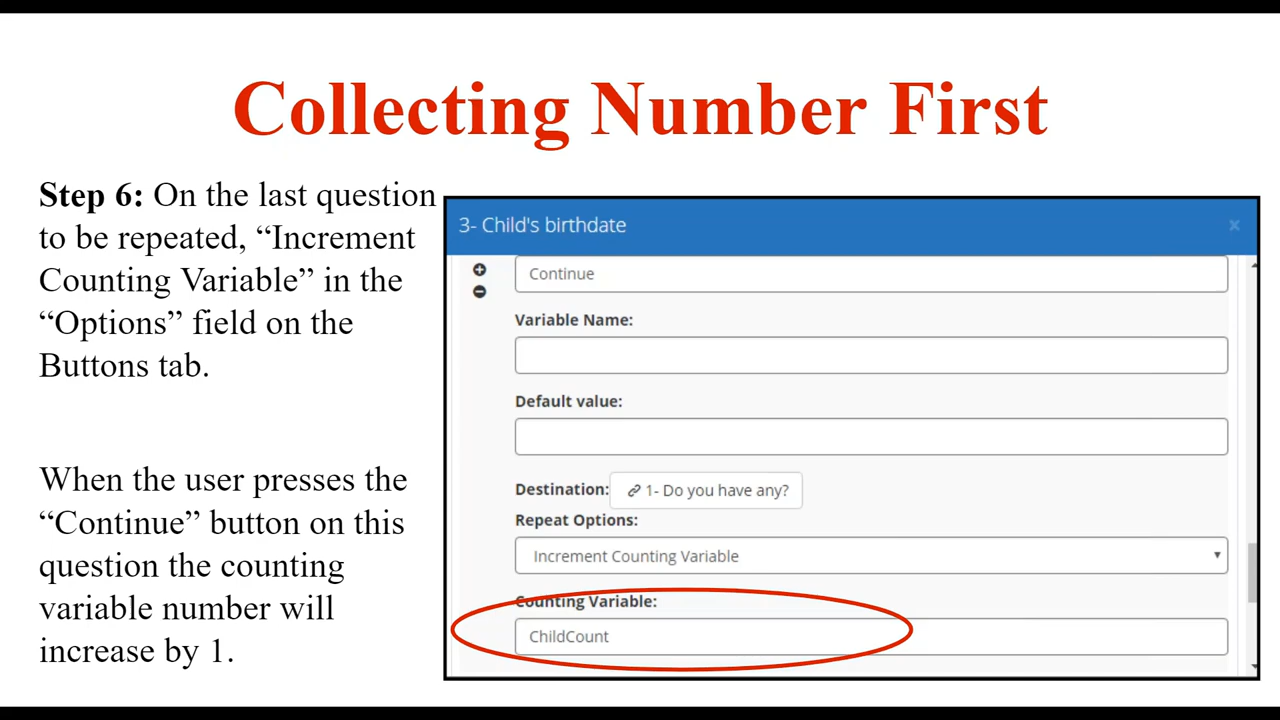 Collecting Number First
Step 6: On the last question
to be repeated, “Increment
Counting Variable” in the
“Options” field on the
Buttons tab.
When the user presses the
“Continue” button on this
question the counting
variable number will
increase by 1.
3- Child's birthdate
Continue
Variable Name:
Default value:
Destination: 1- Do you have any?
Repeat Options:
Increment Counting Variable
Counting Variable:
ChildCount